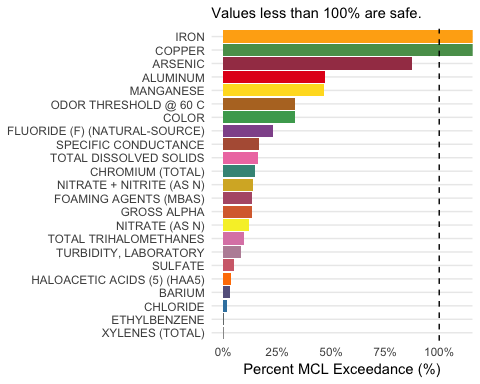 Values less than 100% are safe.
IRON
COPPER
ARSENIC
ALUMINUM
MANGANESE
ODOR THRESHOLD @ 60 C
COLOR
FLUORIDE (F) (NATURAL-SOURCE)
SPECIFIC CONDUCTANCE
TOTAL DISSOLVED SOLIDS
CHROMIUM (TOTAL)
NITRATE + NITRITE (AS N)
FOAMING AGENTS (MBAS)
GROSS ALPHA
NITRATE (AS N)
TOTAL TRIHALOMETHANES
TURBIDITY, LABORATORY
SULFATE
HALOACETIC ACIDS (5) (HAA5)
BARIUM
CHLORIDE
ETHYLBENZENE
XYLENES (TOTAL)
0% 25% 50% 75% 100%
Percent MCL Exceedance (%)